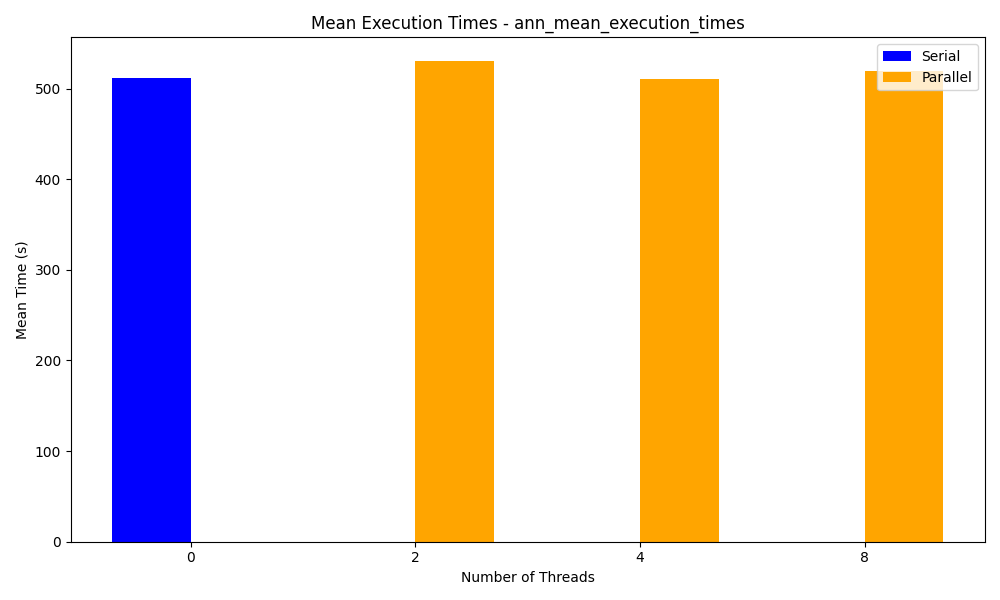 Mean Execution Times - ann_mean_execution_times
Serial
Parallel
500
400
300
200
100
0
Mean Time (s)
0 2 4 8
Number of Threads